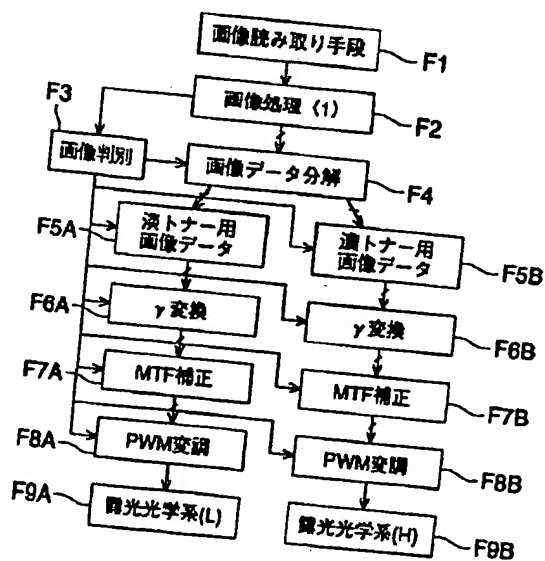 画像読み取り手段
F1
F3
画像処理 (1)
F2
画像判別
画像データ分解
F4
F5A
淡トナー用
画像データ
濃トナー用
画像データ
F5B
F6A
γ変換
γ変換
F6B
F7A
MTF補正
MTF補正
F7B
F8A
PWM変調
PWM変調
F8B
F9A
露光光学系(L)
露光光学系(H)
F9B